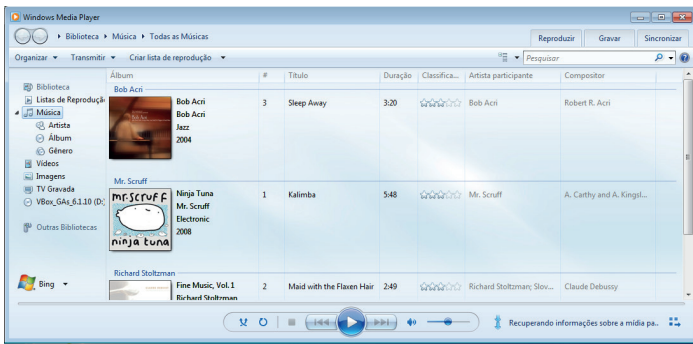 Windows Media Player
Biblioteca Música Todas as Músicas
Reproduzir Gravar Sincronizar
Organizar Transmitir Criar lista de reprodução Pesquisar
Álbum # Título Duração Classifica... Artista participante Compositor
Biblioteca
Listas de Reproduçã
Música
Artista
Álbum
Gênero
Vídeos
Imagens
TV Gravada
VBox_GAs_6.1.10 (D:)
Outras Bibliotecas
Bing
Bob Acri
Bob Acri 3 Sleep Away 3:20 Bob Acri Robert R. Acri
Bob Acri
Jazz
2004
Mr. Scruff
mr.scruff
ninja tuna
Ninja Tuna 1 Kalimba 5:48 Mr. Scruff A. Carthy and A. Kingsl...
Mr. Scruff
Electronic
2008
Richard Stoltzman
Fine Music, Vol. 1 2 Maid with the Flaxen Hair 2:49 Richard Stoltzman; Slov... Claude Debussy
Richard Stoltzman
Recuperando informações sobre a mídia pa..